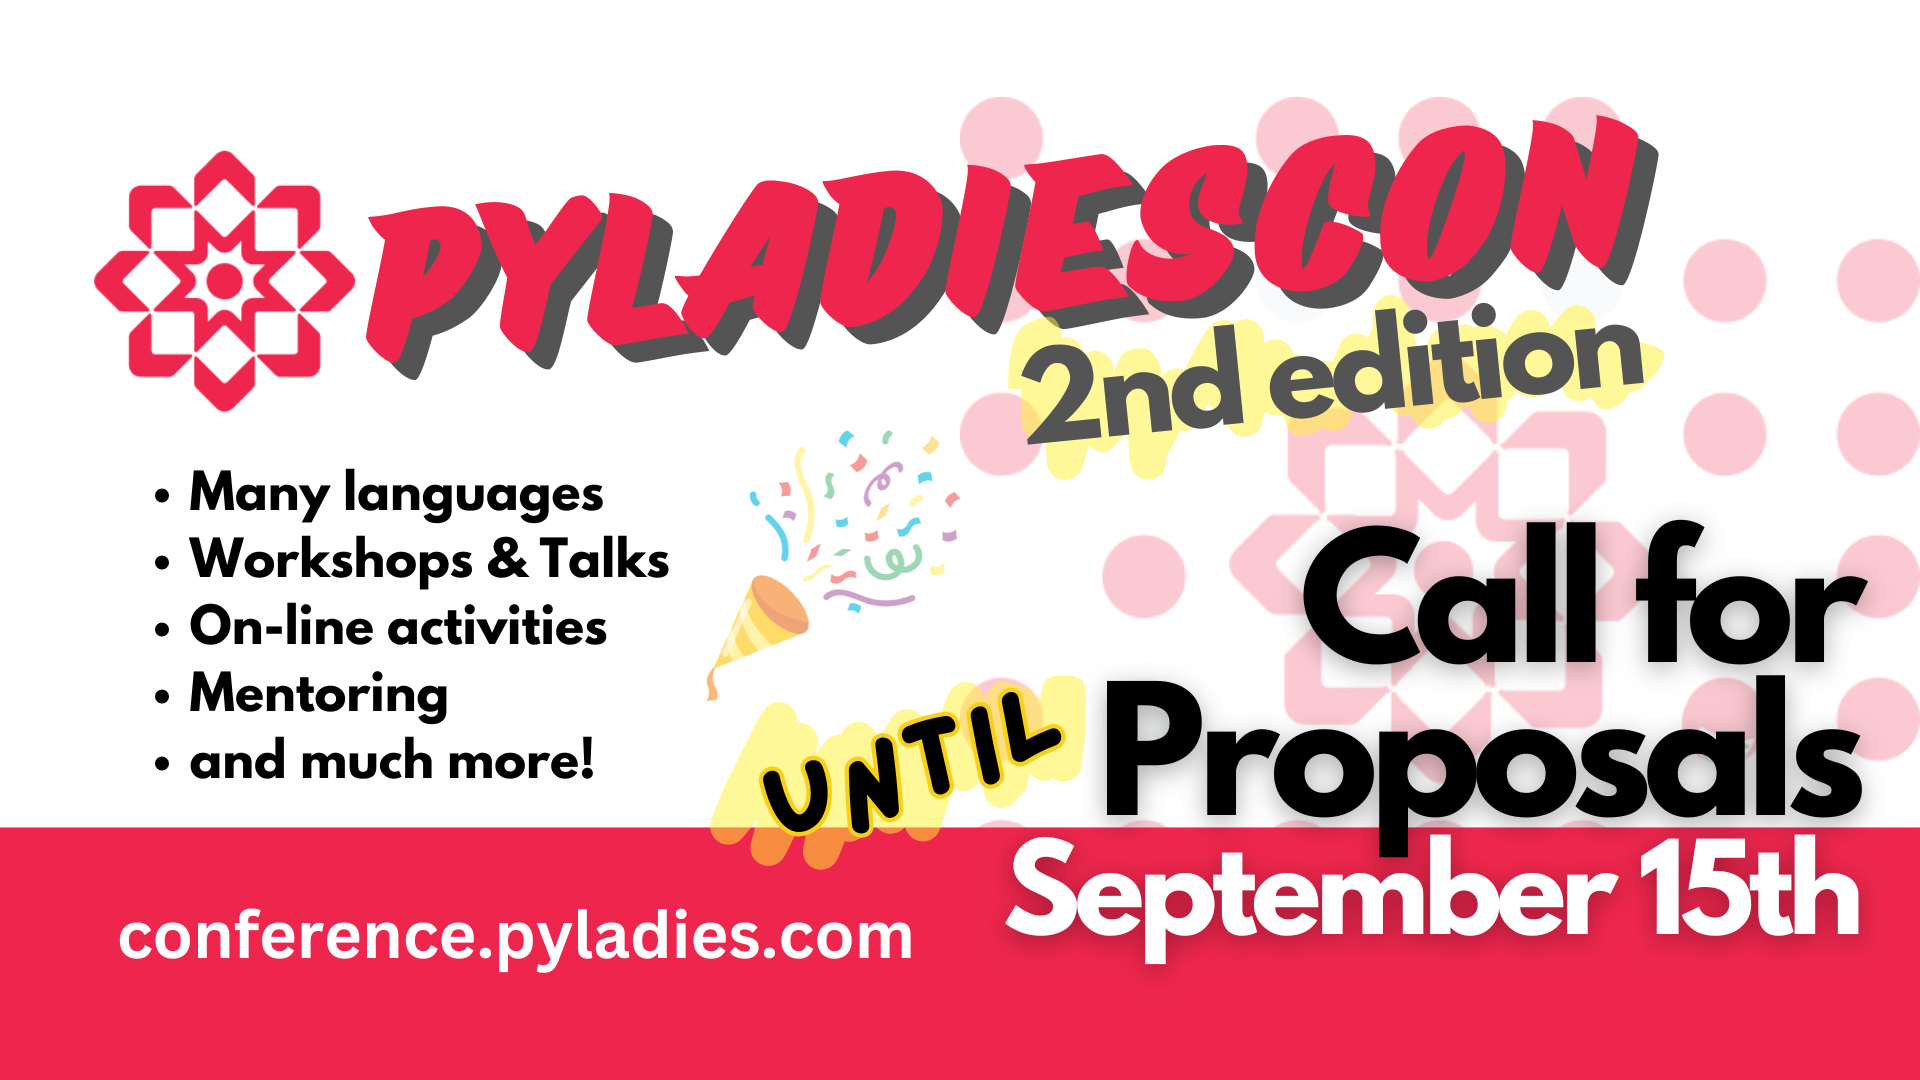 PYLADIESCON
2nd edition
• Many languages
• Workshops & Talks
• On-line activities
• Mentoring
• and much more!
UNTIL
Call for
Proposals
September 15th
conference.pyladies.com